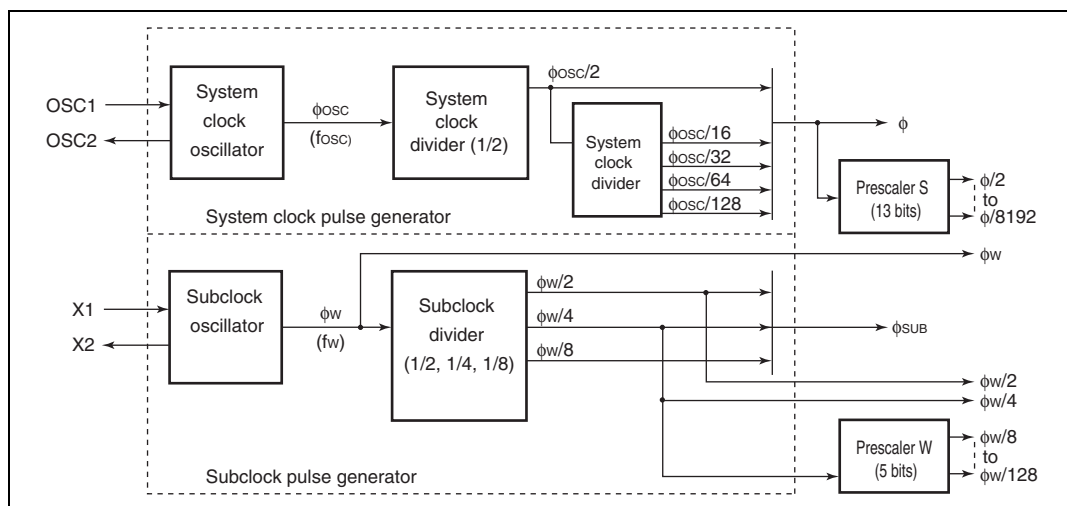 OSC1
OSC2
System
clock
oscillator
φOSC
(fOSC)
System
clock
divider (1/2)
φOSC/2
System
clock
divider
φOSC/16
φOSC/32
φOSC/64
φOSC/128
φ
Prescaler S
(13 bits)
φ/2
to
φ/8192
System clock pulse generator
X1
X2
Subclock
oscillator
φW
(fW)
Subclock
divider
(1/2, 1/4, 1/8)
φW/2
φW/4
φW/8
φW
φSUB
φW/2
φW/4
Prescaler W
(5 bits)
φW/8
to
φW/128
Subclock pulse generator